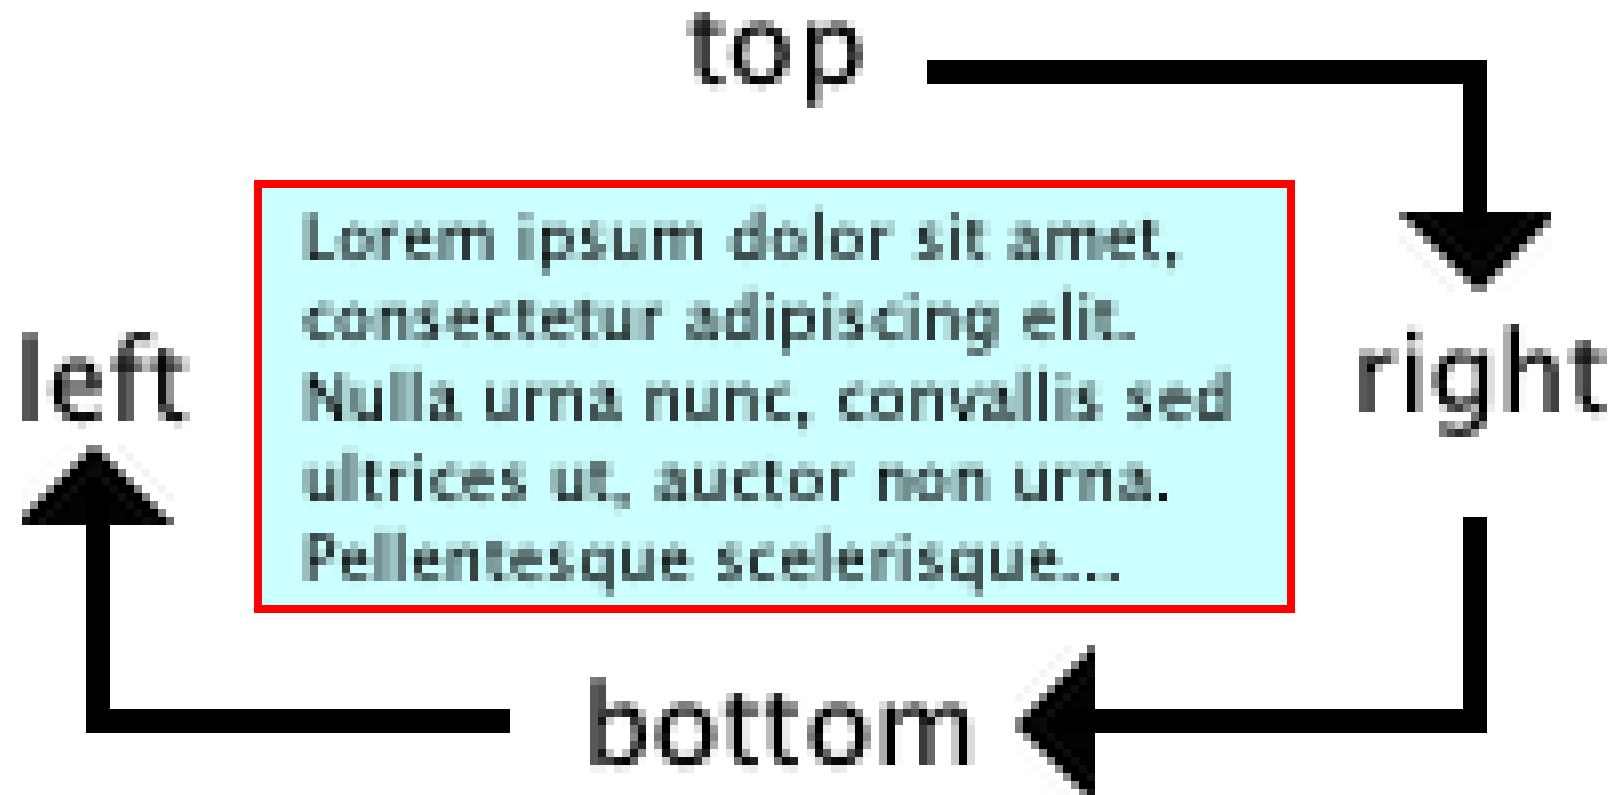 top
Lorem ipsum dolor sit amet,
consectetur adipiscing elit.
Nulla urna nunc, convallis sed
ultrices ut, auctor non urna.
Pellentesque scelerisque...
left
right
bottom